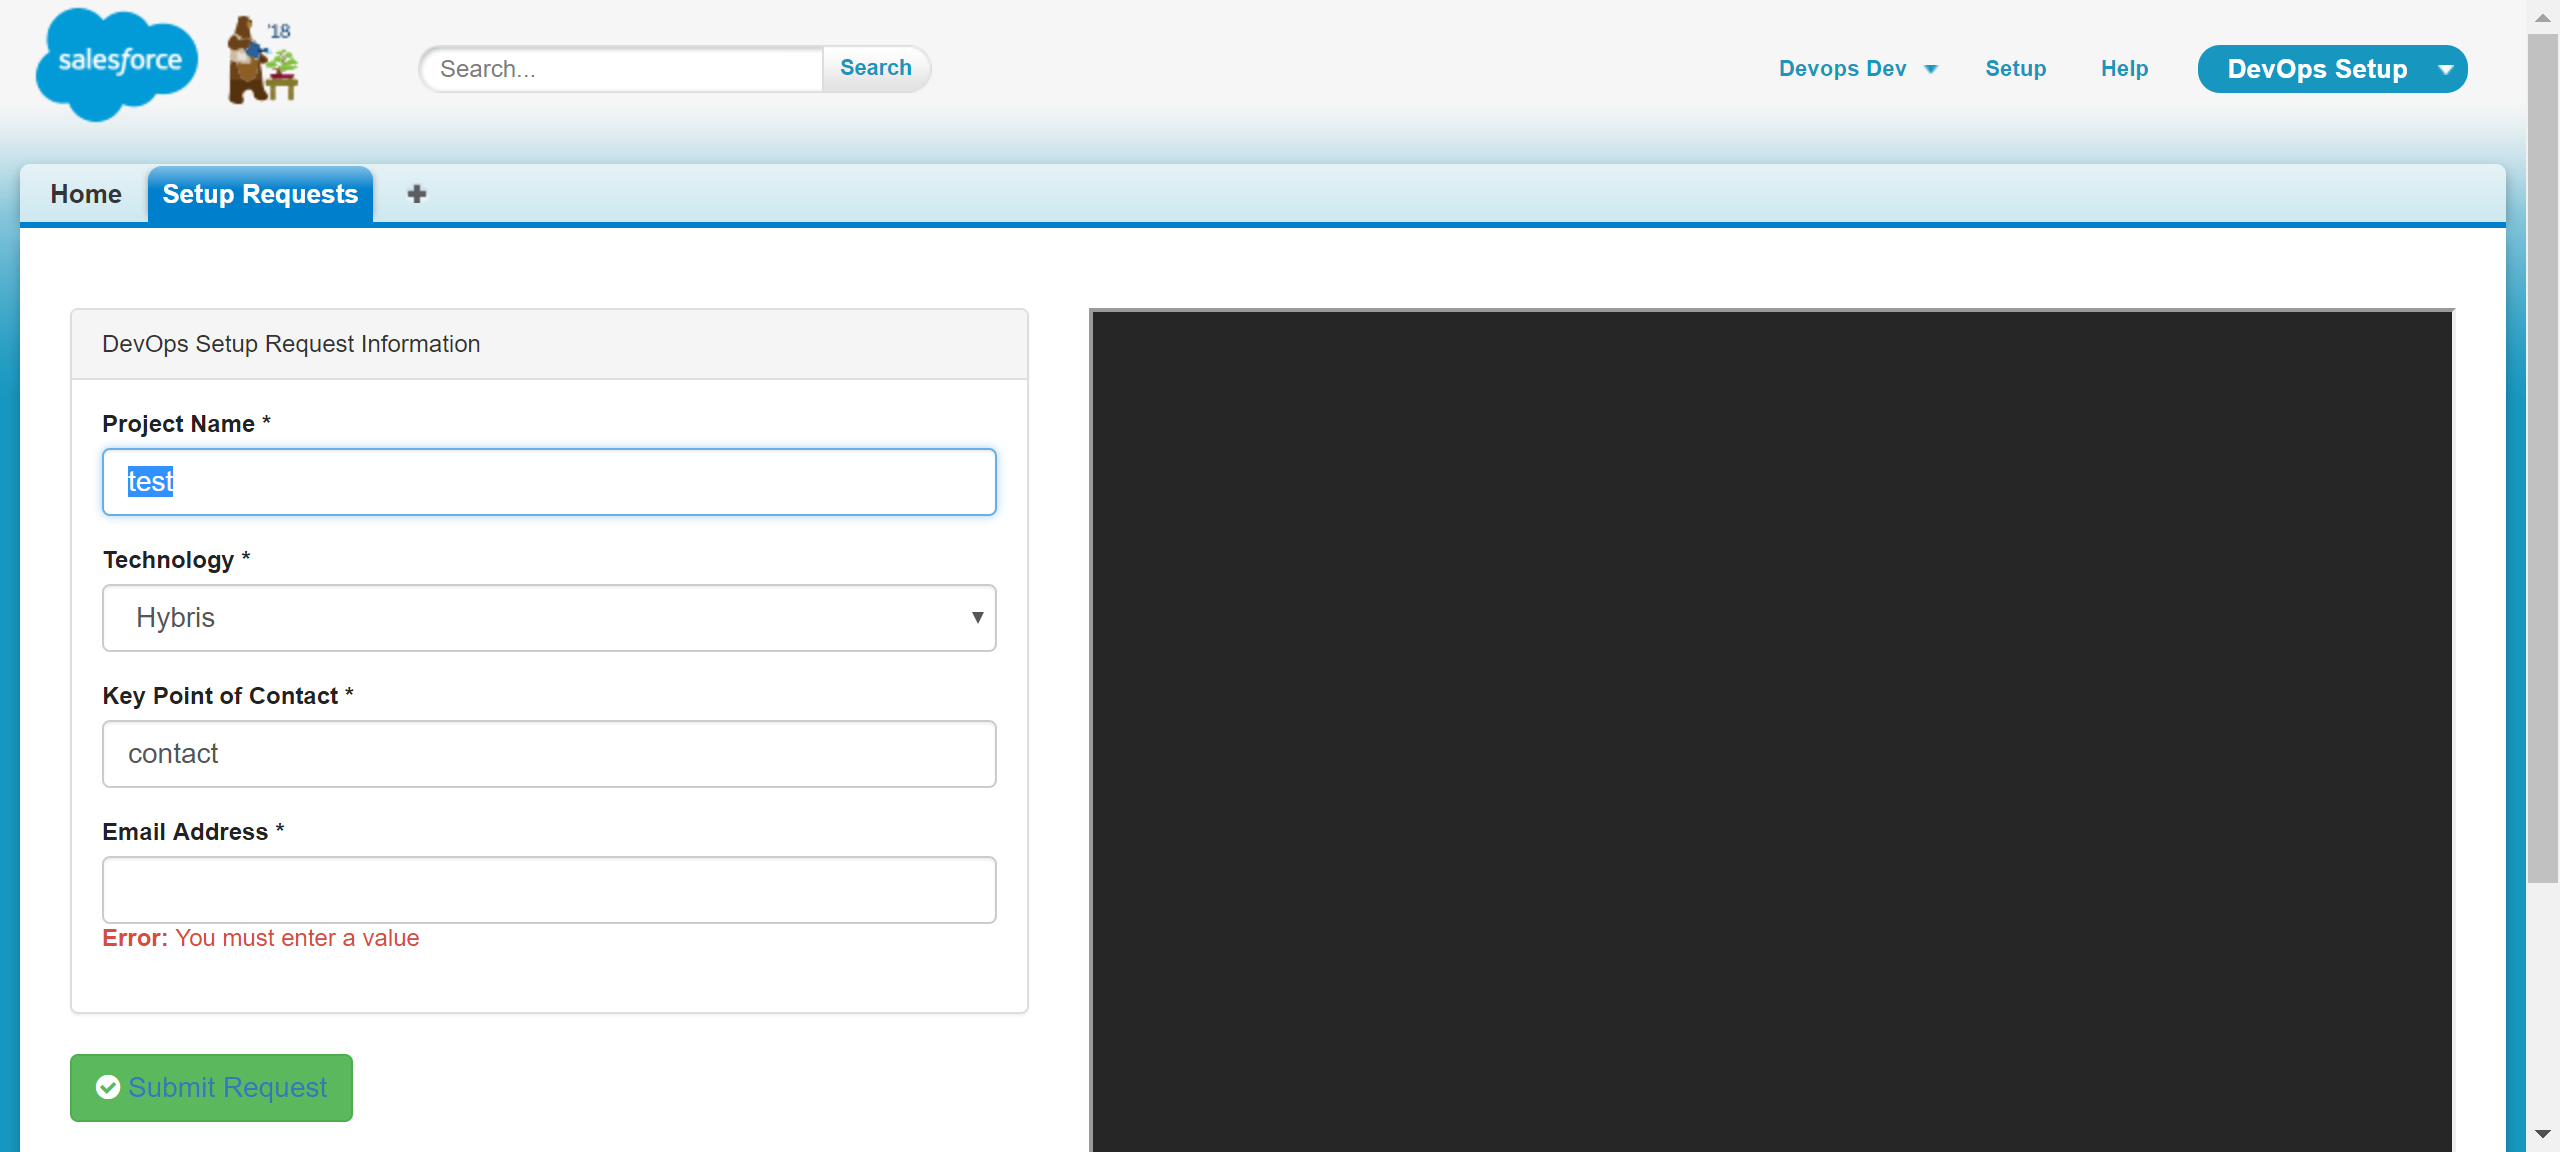 salesforce
'18
Search...
Search
Devops Dev
Setup
Help
DevOps Setup
Home
Setup Requests
DevOps Setup Request Information
Project Name *
test
Technology *
Hybris
Key Point of Contact *
contact
Email Address *
Error: You must enter a value
Submit Request